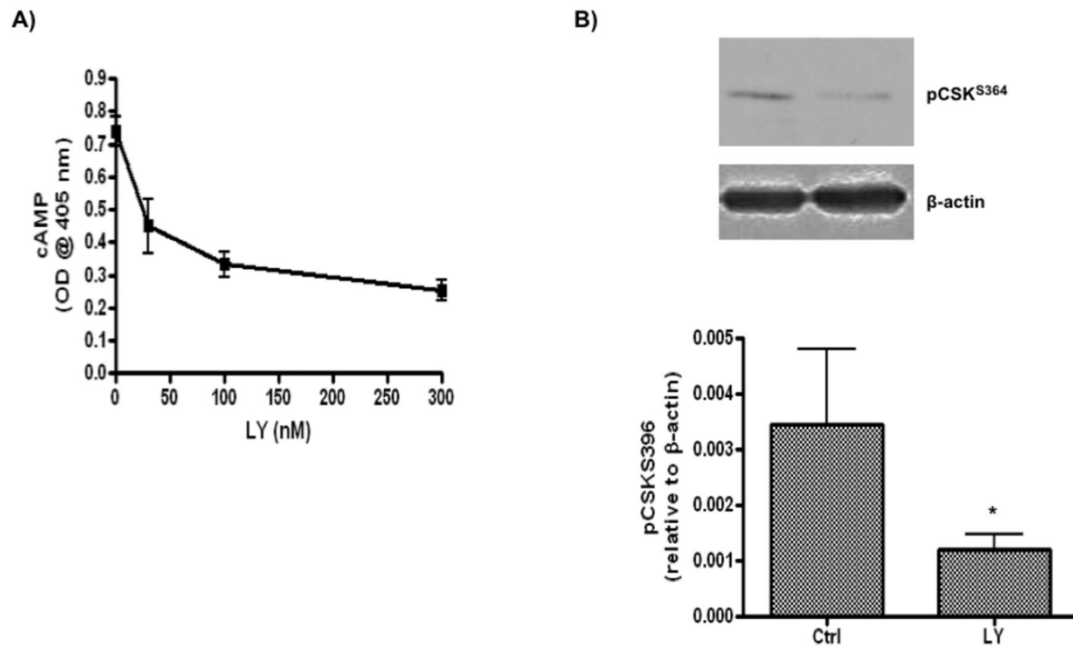 A)
0.9
0.8
0.7
0.6
0.5
0.4
0.3
0.2
0.1
0.0
cAMP
(OD @ 405 nm)
0 50 100 150 200 250 300
LY (nM)
B)
pCSK^S364
β-actin
0.005
0.004
0.003
0.002
0.001
0.000
pCSKS396
(relative to β-actin)
*
Ctrl LY